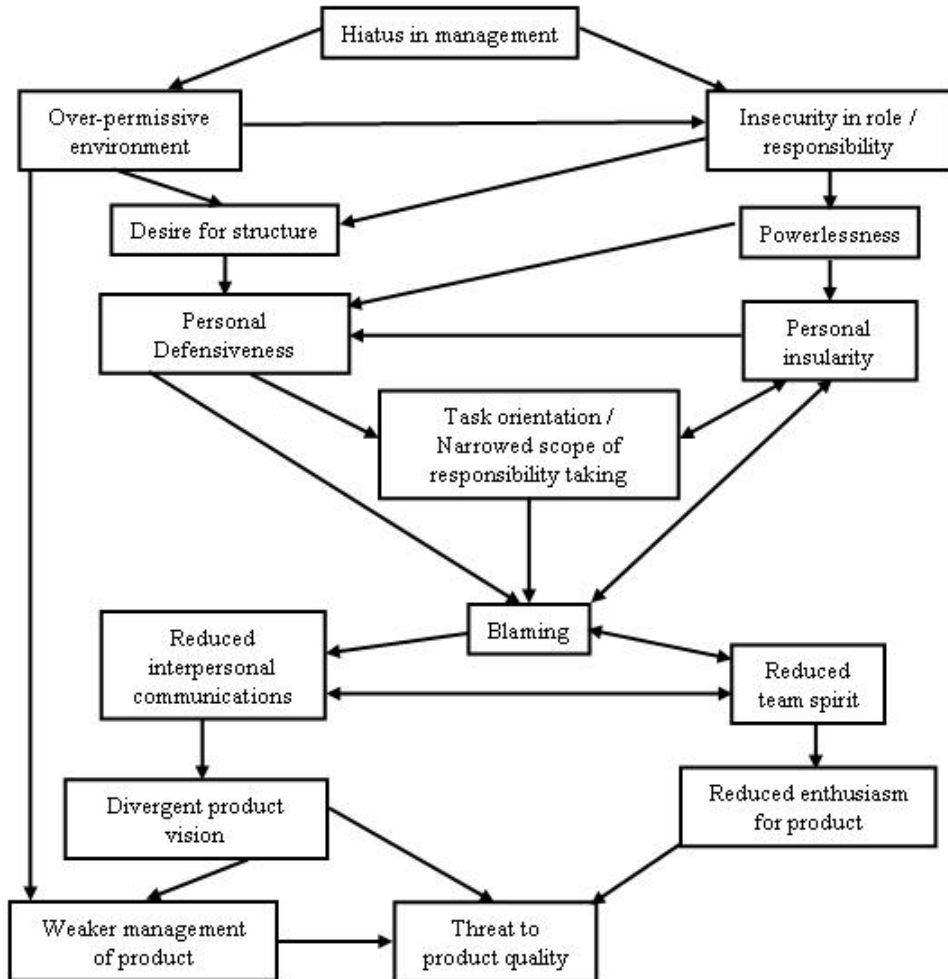 Hiatus in management
Over-permissive
environment
Insecurity in role /
responsibility
Desire for structure
Powerlessness
Personal
Defensiveness
Personal
insularity
Task orientation /
Narrowed scope of
responsibility taking
Blaming
Reduced
interpersonal
communications
Reduced
team spirit
Divergent product
vision
Reduced enthusiasm
for product
Weaker management
of product
Threat to
product quality